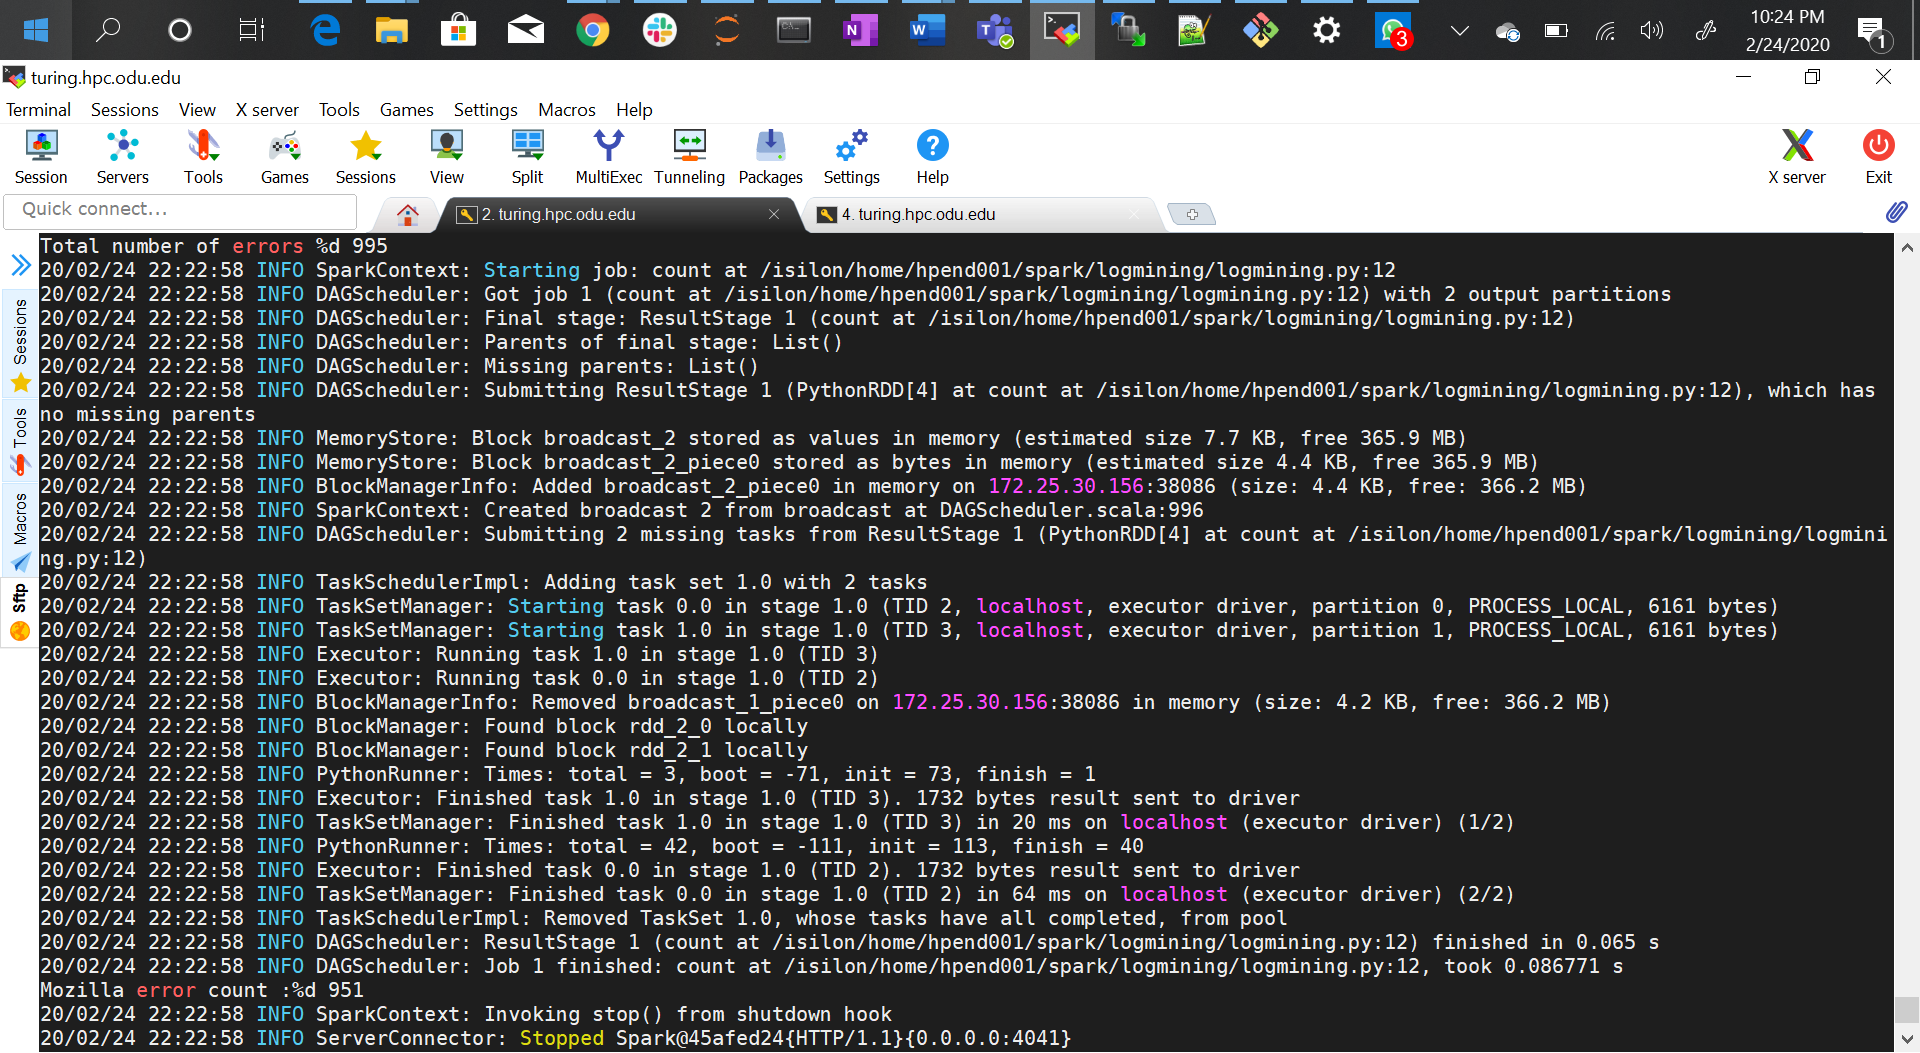 10:24 PM
2/24/2020
3
1
turing.hpc.odu.edu
Terminal Sessions View X server Tools Games Settings Macros Help
Session Servers Tools Games Sessions View Split MultiExec Tunneling Packages Settings Help X server Exit
Quick connect...
2. turing.hpc.odu.edu
4. turing.hpc.odu.edu
Sessions
Tools
Macros
Sftp
Total number of errors %d 995
20/02/24 22:22:58 INFO SparkContext: Starting job: count at /isilon/home/hpend001/spark/logmining/logmining.py:12
20/02/24 22:22:58 INFO DAGScheduler: Got job 1 (count at /isilon/home/hpend001/spark/logmining/logmining.py:12) with 2 output partitions
20/02/24 22:22:58 INFO DAGScheduler: Final stage: ResultStage 1 (count at /isilon/home/hpend001/spark/logmining/logmining.py:12)
20/02/24 22:22:58 INFO DAGScheduler: Parents of final stage: List()
20/02/24 22:22:58 INFO DAGScheduler: Missing parents: List()
20/02/24 22:22:58 INFO DAGScheduler: Submitting ResultStage 1 (PythonRDD[4] at count at /isilon/home/hpend001/spark/logmining/logmining.py:12), which has
no missing parents
20/02/24 22:22:58 INFO MemoryStore: Block broadcast_2 stored as values in memory (estimated size 7.7 KB, free 365.9 MB)
20/02/24 22:22:58 INFO MemoryStore: Block broadcast_2_piece0 stored as bytes in memory (estimated size 4.4 KB, free 365.9 MB)
20/02/24 22:22:58 INFO BlockManagerInfo: Added broadcast_2_piece0 in memory on 172.25.30.156:38086 (size: 4.4 KB, free: 366.2 MB)
20/02/24 22:22:58 INFO SparkContext: Created broadcast 2 from broadcast at DAGScheduler.scala:996
20/02/24 22:22:58 INFO DAGScheduler: Submitting 2 missing tasks from ResultStage 1 (PythonRDD[4] at count at /isilon/home/hpend001/spark/logmining/logmini
ng.py:12)
20/02/24 22:22:58 INFO TaskSchedulerImpl: Adding task set 1.0 with 2 tasks
20/02/24 22:22:58 INFO TaskSetManager: Starting task 0.0 in stage 1.0 (TID 2, localhost, executor driver, partition 0, PROCESS_LOCAL, 6161 bytes)
20/02/24 22:22:58 INFO TaskSetManager: Starting task 1.0 in stage 1.0 (TID 3, localhost, executor driver, partition 1, PROCESS_LOCAL, 6161 bytes)
20/02/24 22:22:58 INFO Executor: Running task 1.0 in stage 1.0 (TID 3)
20/02/24 22:22:58 INFO Executor: Running task 0.0 in stage 1.0 (TID 2)
20/02/24 22:22:58 INFO BlockManagerInfo: Removed broadcast_1_piece0 on 172.25.30.156:38086 in memory (size: 4.2 KB, free: 366.2 MB)
20/02/24 22:22:58 INFO BlockManager: Found block rdd_2_0 locally
20/02/24 22:22:58 INFO BlockManager: Found block rdd_2_1 locally
20/02/24 22:22:58 INFO PythonRunner: Times: total = 3, boot = -71, init = 73, finish = 1
20/02/24 22:22:58 INFO Executor: Finished task 1.0 in stage 1.0 (TID 3). 1732 bytes result sent to driver
20/02/24 22:22:58 INFO TaskSetManager: Finished task 1.0 in stage 1.0 (TID 3) in 20 ms on localhost (executor driver) (1/2)
20/02/24 22:22:58 INFO PythonRunner: Times: total = 42, boot = -111, init = 113, finish = 40
20/02/24 22:22:58 INFO Executor: Finished task 0.0 in stage 1.0 (TID 2). 1732 bytes result sent to driver
20/02/24 22:22:58 INFO TaskSetManager: Finished task 0.0 in stage 1.0 (TID 2) in 64 ms on localhost (executor driver) (2/2)
20/02/24 22:22:58 INFO TaskSchedulerImpl: Removed TaskSet 1.0, whose tasks have all completed, from pool
20/02/24 22:22:58 INFO DAGScheduler: ResultStage 1 (count at /isilon/home/hpend001/spark/logmining/logmining.py:12) finished in 0.065 s
20/02/24 22:22:58 INFO DAGScheduler: Job 1 finished: count at /isilon/home/hpend001/spark/logmining/logmining.py:12, took 0.086771 s
Mozilla error count :%d 951
20/02/24 22:22:58 INFO SparkContext: Invoking stop() from shutdown hook
20/02/24 22:22:58 INFO ServerConnector: Stopped Spark@45afed24{HTTP/1.1}{0.0.0.0:4041}